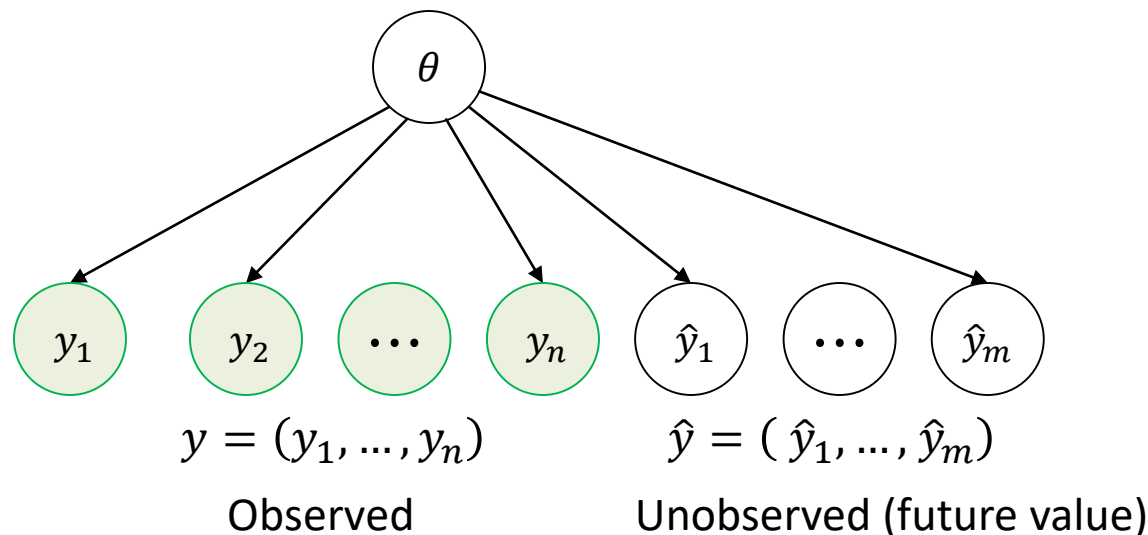 θ
y₁ y₂ ⋯ yₙ ŷ₁ ⋯ ŷₘ
y = (y₁, … , yₙ) ŷ = ( ŷ₁, … , ŷₘ)
Observed Unobserved (future value)